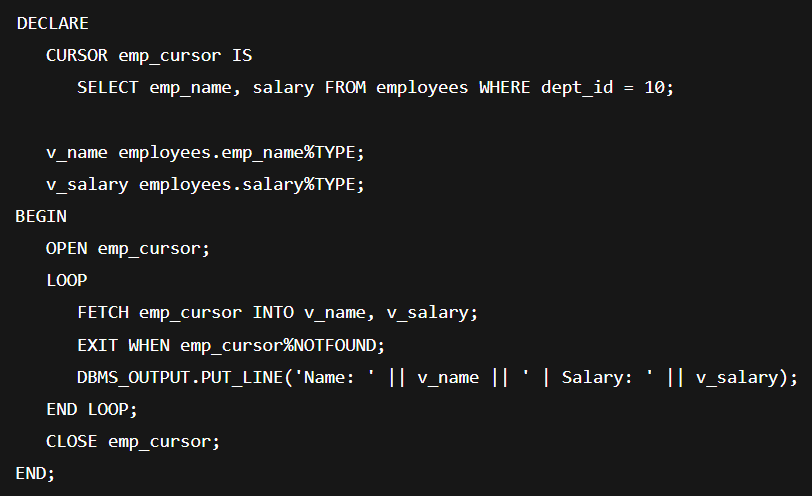 DECLARE
CURSOR emp_cursor IS
SELECT emp_name, salary FROM employees WHERE dept_id = 10;
v_name employees.emp_name%TYPE;
v_salary employees.salary%TYPE;
BEGIN
OPEN emp_cursor;
LOOP
FETCH emp_cursor INTO v_name, v_salary;
EXIT WHEN emp_cursor%NOTFOUND;
DBMS_OUTPUT.PUT_LINE('Name: ' || v_name || ' | Salary: ' || v_salary);
END LOOP;
CLOSE emp_cursor;
END;